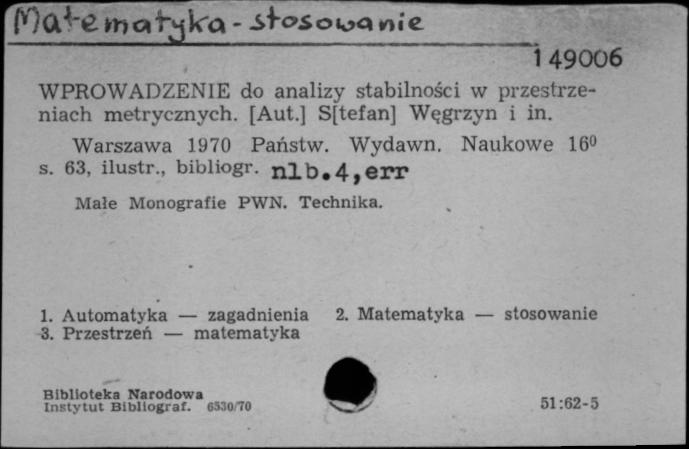 Matematyka - stosowanie
149006
WPROWADZENIE do analizy stabilności w przestrze-
niach metrycznych. [Aut.] S[tefan] Węgrzyn i in.
Warszawa 1970 Państw. Wydawn. Naukowe 16⁰
s. 63, ilustr., bibliogr. nlb.4,err
Małe Monografie PWN. Technika.
1. Automatyka — zagadnienia 2. Matematyka — stosowanie
3. Przestrzeń — matematyka
Biblioteka Narodowa
Instytut Bibliograf. 6530/70 51:62-5